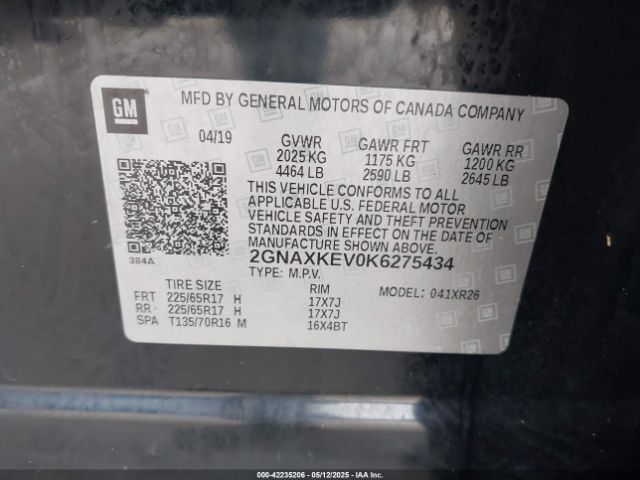 GM
MFD BY GENERAL MOTORS OF CANADA COMPANY
04/19 GVWR GAWR FRT GAWR RR
2025 KG 1175 KG 1200 KG
4464 LB 2590 LB 2645 LB
THIS VEHICLE CONFORMS TO ALL
APPLICABLE U.S. FEDERAL MOTOR
VEHICLE SAFETY AND THEFT PREVENTION
STANDARDS IN EFFECT ON THE DATE OF
MANUFACTURE SHOWN ABOVE.
384A
2GNAXKEV0K6275434
TYPE: M.P.V.
TIRE SIZE RIM MODEL: 041XR26
FRT 225/65R17 H 17X7J
RR 225/65R17 H 17X7J
SPA T135/70R16 M 16X4BT
000-42235206 - 05/12/2025 - IAAI.COM